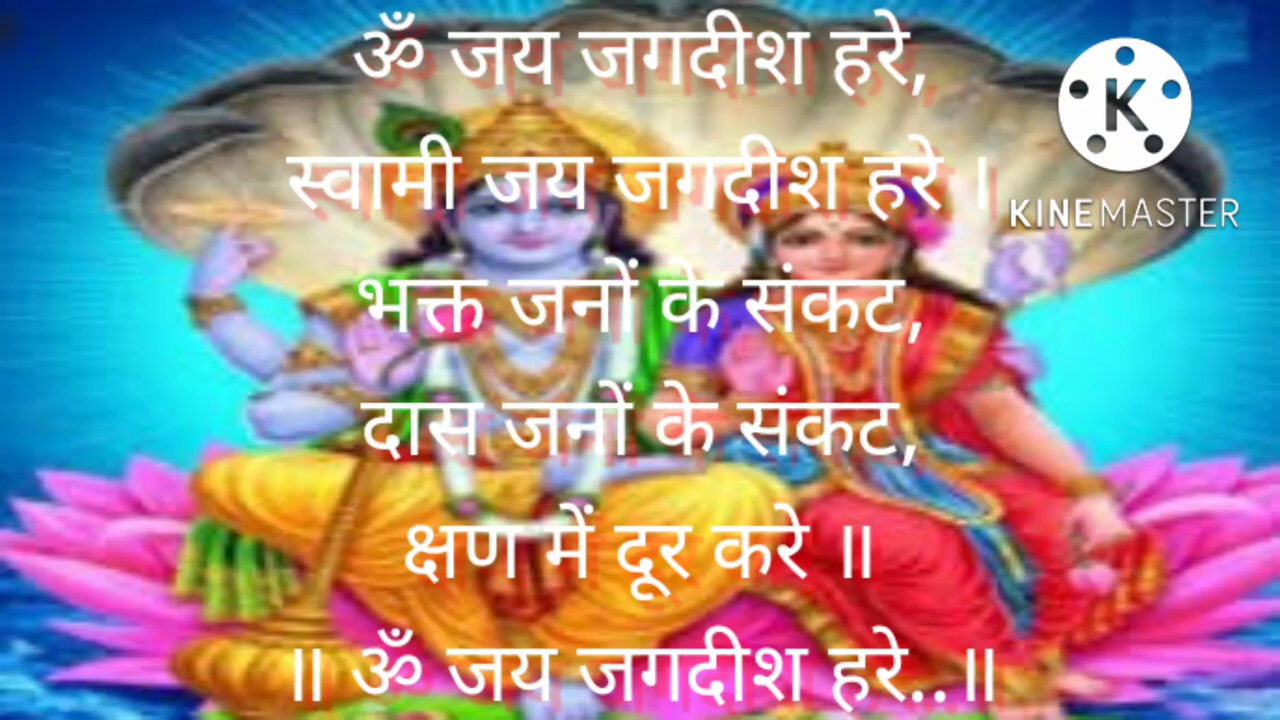 ॐ जय जगदीश हरे,
स्वामी जय जगदीश हरे ।
भक्त जनों के संकट,
दास जनों के संकट,
क्षण में दूर करे ॥
॥ ॐ जय जगदीश हरे..॥
K
KINEMASTER